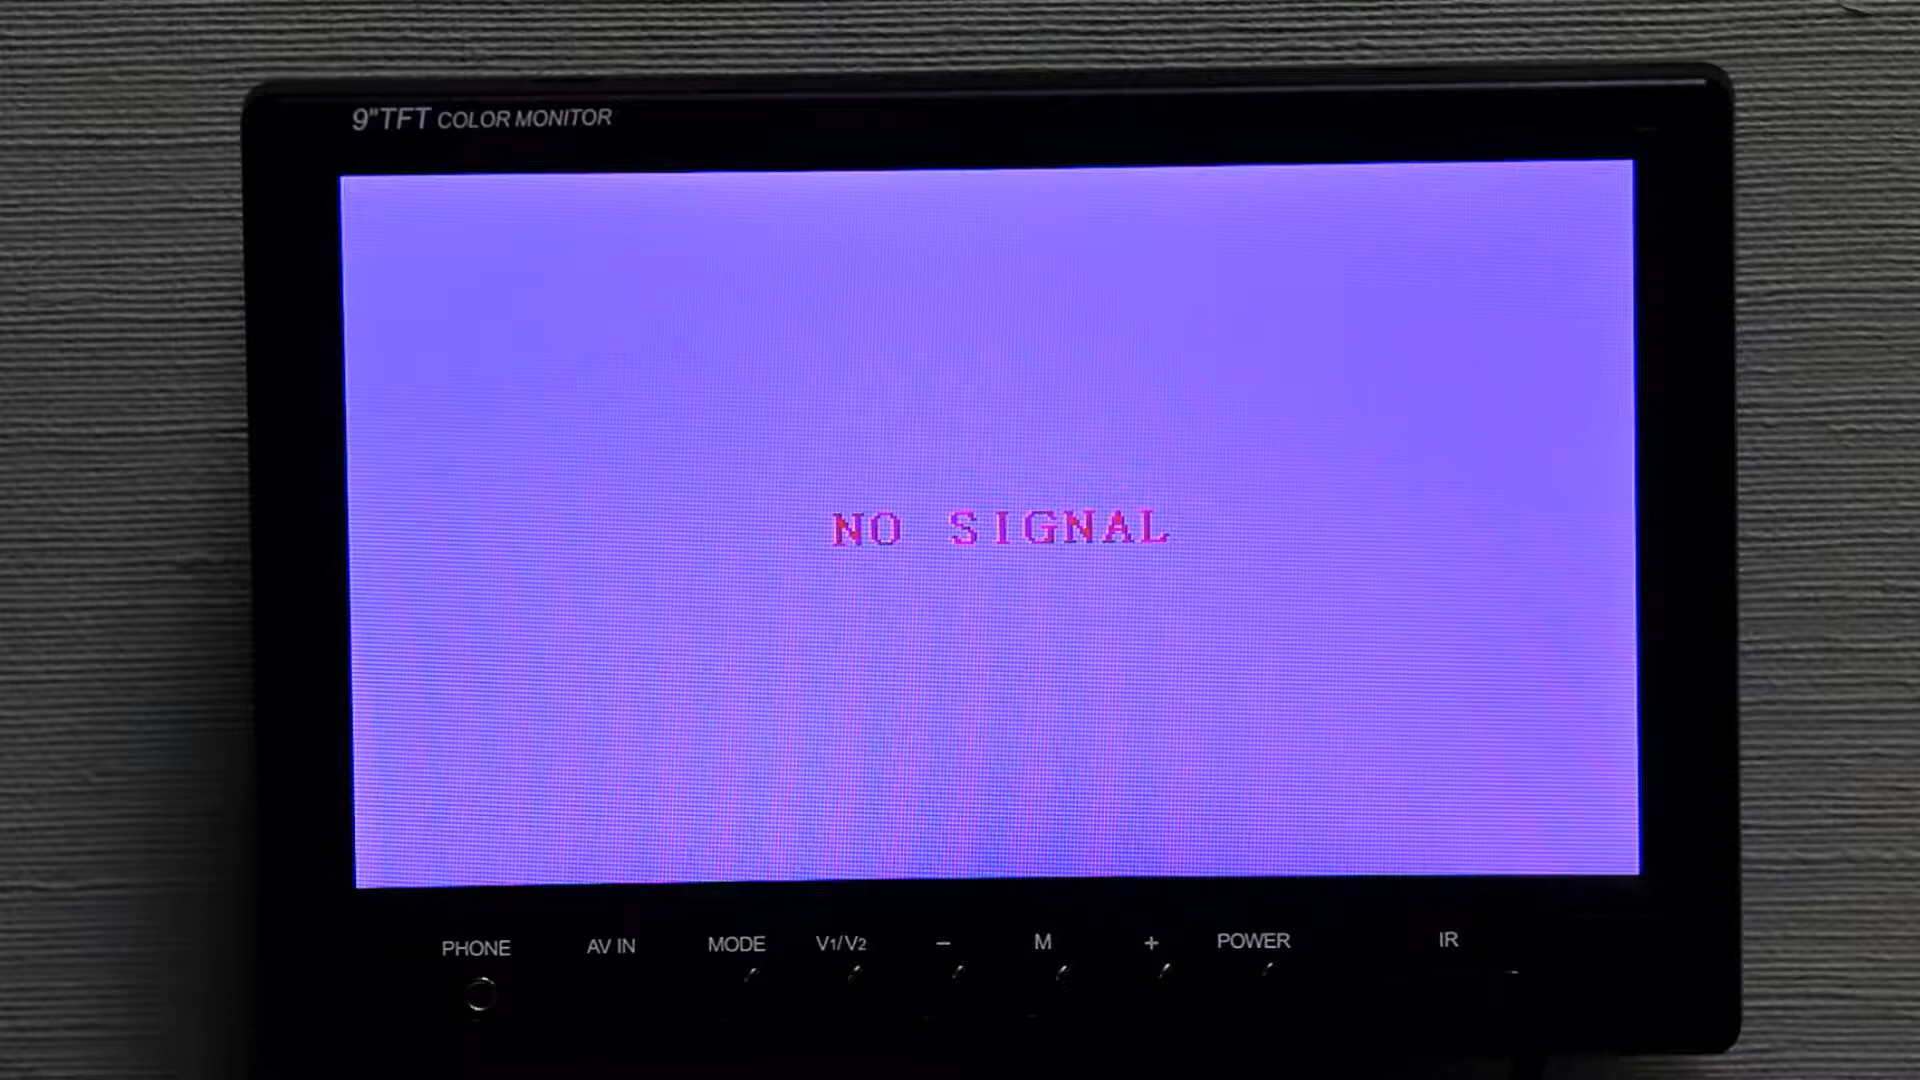 9"TFT COLOR MONITOR
NO SIGNAL
PHONE AV IN MODE V1/V2 − M + POWER IR